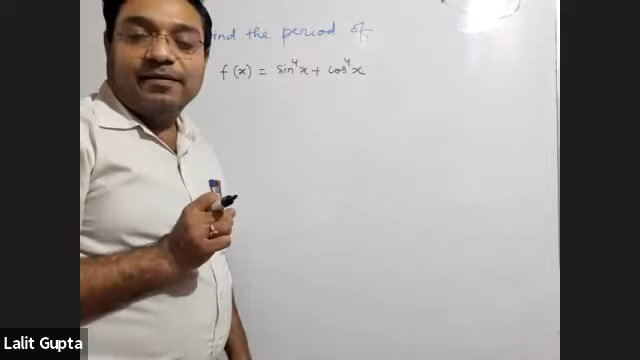 ind the period of
f(x) = sin⁴x + cos⁴x
Lalit Gupta